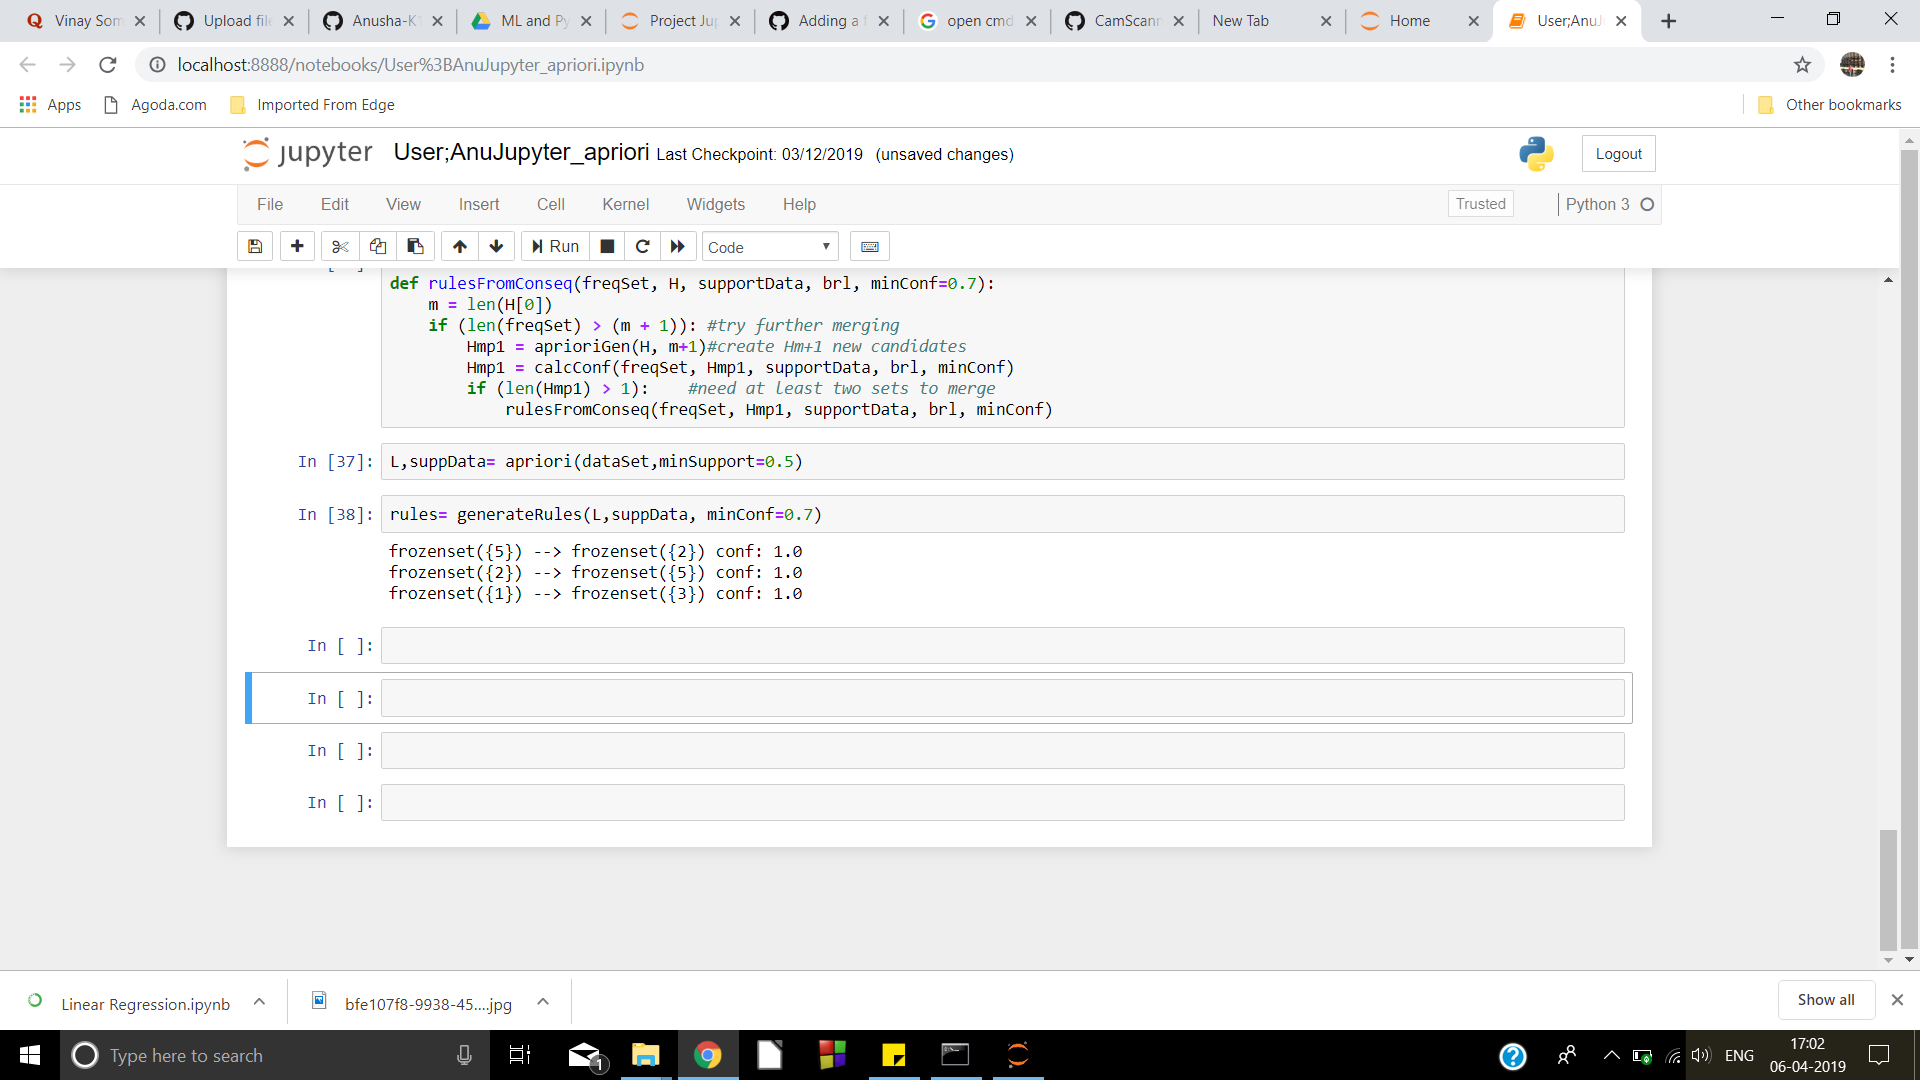 Vinay Som
Upload file
Anusha-K
ML and Py
Project Jup
Adding a f
open cmd
CamScann
New Tab
Home
User;AnuJ
localhost:8888/notebooks/User%3BAnuJupyter_apriori.ipynb
Apps
Agoda.com
Imported From Edge
Other bookmarks
jupyter User;AnuJupyter_apriori Last Checkpoint: 03/12/2019 (unsaved changes)
Logout
File Edit View Insert Cell Kernel Widgets Help
Trusted
Python 3
Run
Code
def rulesFromConseq(freqSet, H, supportData, brl, minConf=0.7):
    m = len(H[0])
    if (len(freqSet) > (m + 1)): #try further merging
        Hmp1 = aprioriGen(H, m+1)#create Hm+1 new candidates
        Hmp1 = calcConf(freqSet, Hmp1, supportData, brl, minConf)
        if (len(Hmp1) > 1):    #need at least two sets to merge
            rulesFromConseq(freqSet, Hmp1, supportData, brl, minConf)
In [37]: L,suppData= apriori(dataSet,minSupport=0.5)
In [38]: rules= generateRules(L,suppData, minConf=0.7)
frozenset({5}) --> frozenset({2}) conf: 1.0
frozenset({2}) --> frozenset({5}) conf: 1.0
frozenset({1}) --> frozenset({3}) conf: 1.0
In [ ]:
In [ ]:
In [ ]:
In [ ]:
Linear Regression.ipynb
bfe107f8-9938-45....jpg
Show all
Type here to search
1
ENG
17:02
06-04-2019